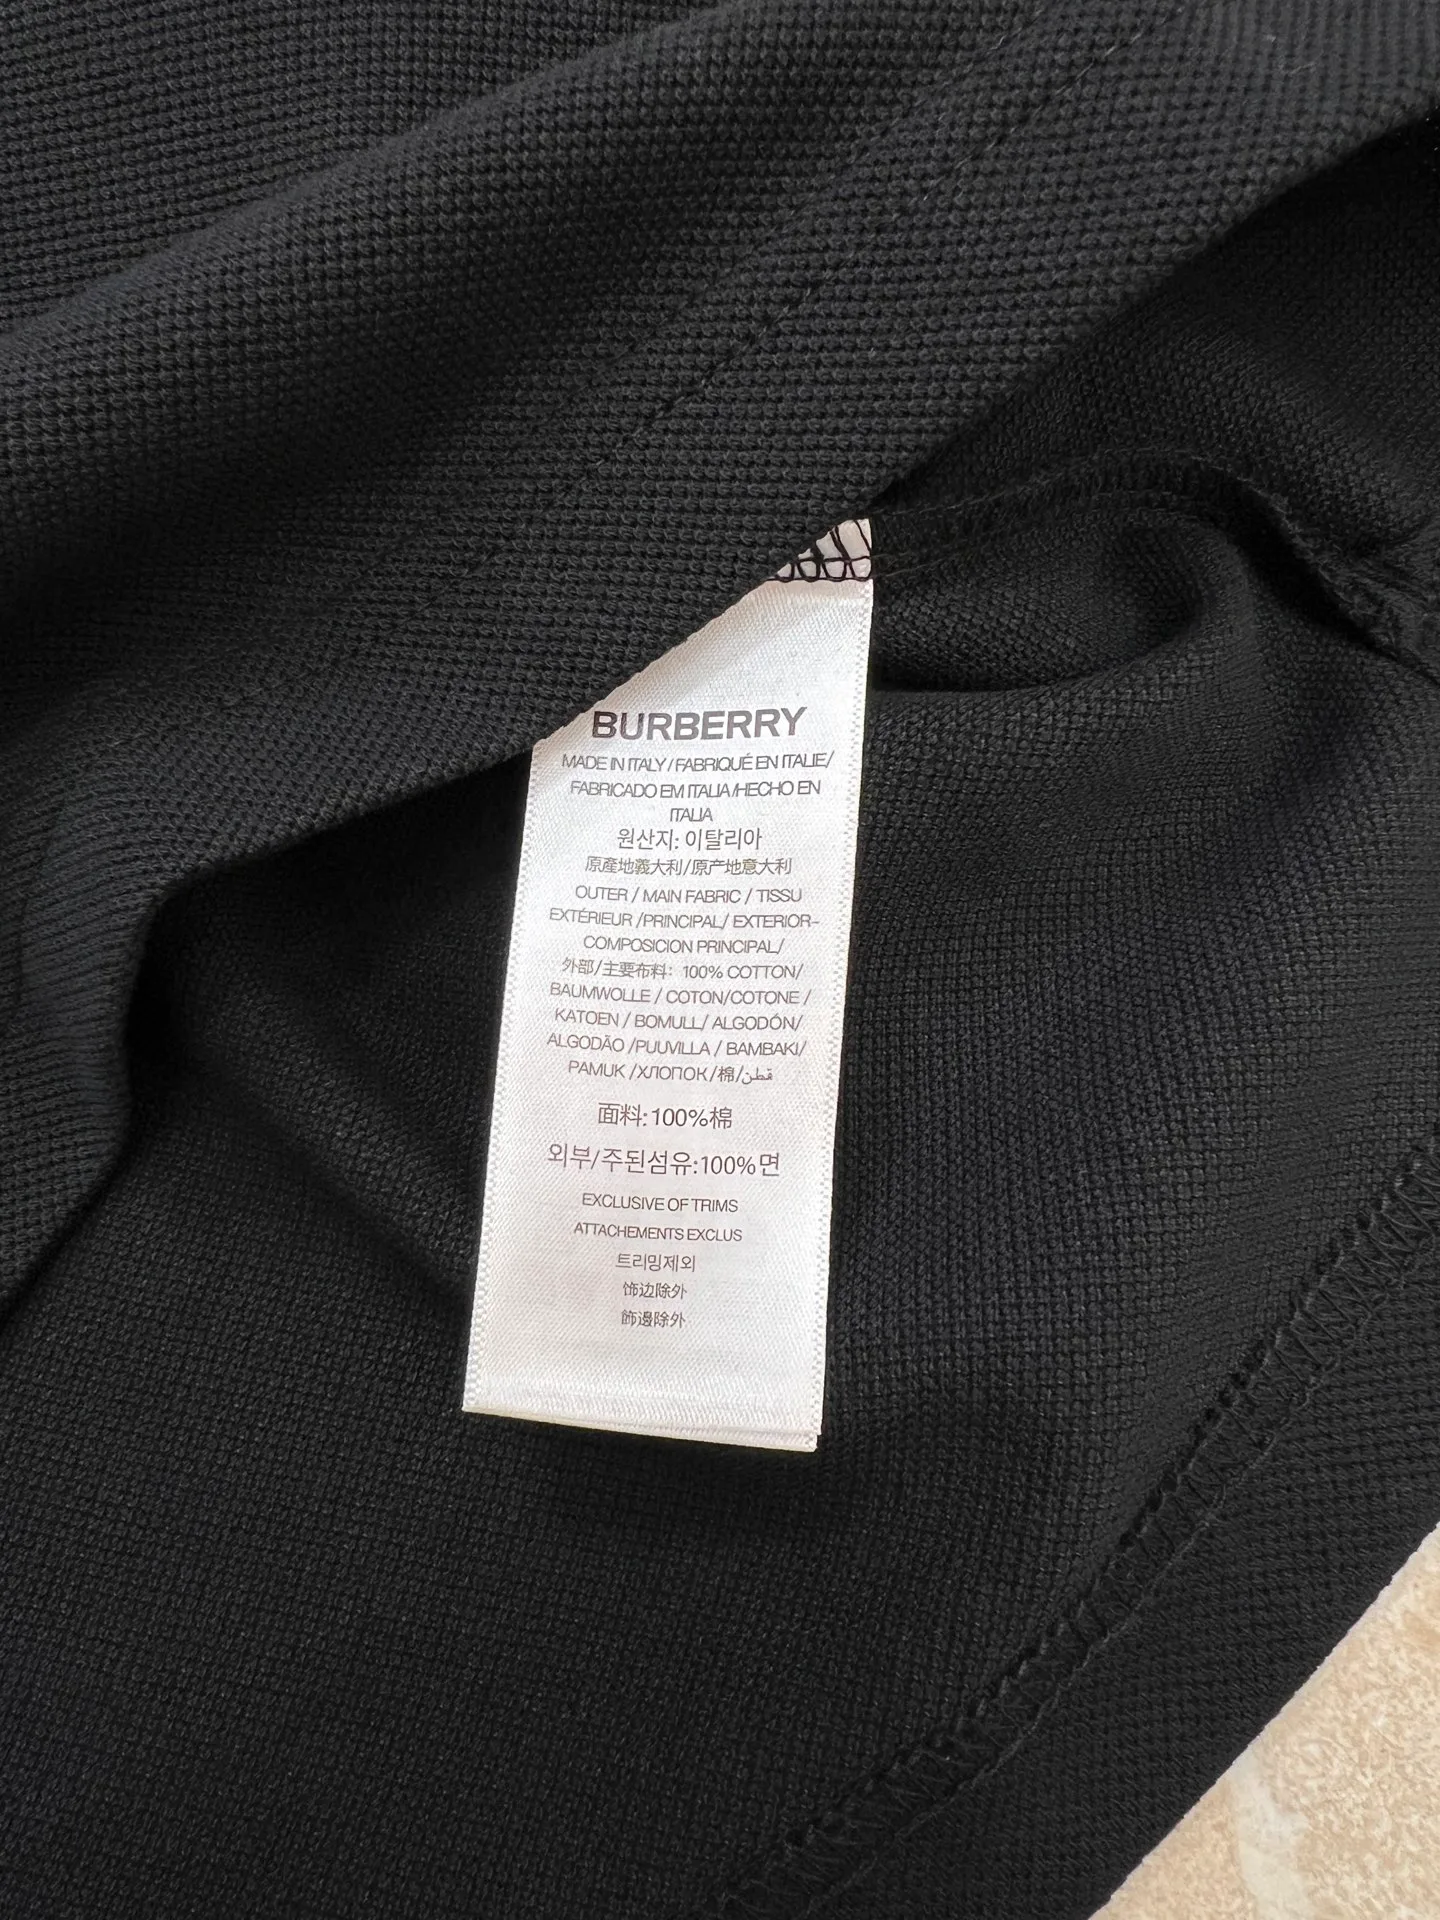 BURBERRY
MADE IN ITALY/FABRIQUÉ EN ITALIE/
FABRICADO EM ITALIA/HECHO EN
ITALIA
원산지: 이탈리아
原產地義大利/原产地意大利
OUTER / MAIN FABRIC / TISSU
EXTÉRIEUR /PRINCIPAL/ EXTERIOR-
COMPOSICION PRINCIPAL/
外部/主要布料: 100% COTTON/
BAUMWOLLE / COTON/COTONE /
KATOEN / BOMULL/ ALGODÓN/
ALGODÃO /PUUVILLA / BAMBAKI/
PAMUK /ХЛОПОК/棉/قطن
面料:100%棉
외부/주된섬유:100%면
EXCLUSIVE OF TRIMS
ATTACHEMENTS EXCLUS
트리밍제외
饰边除外
飾邊除外